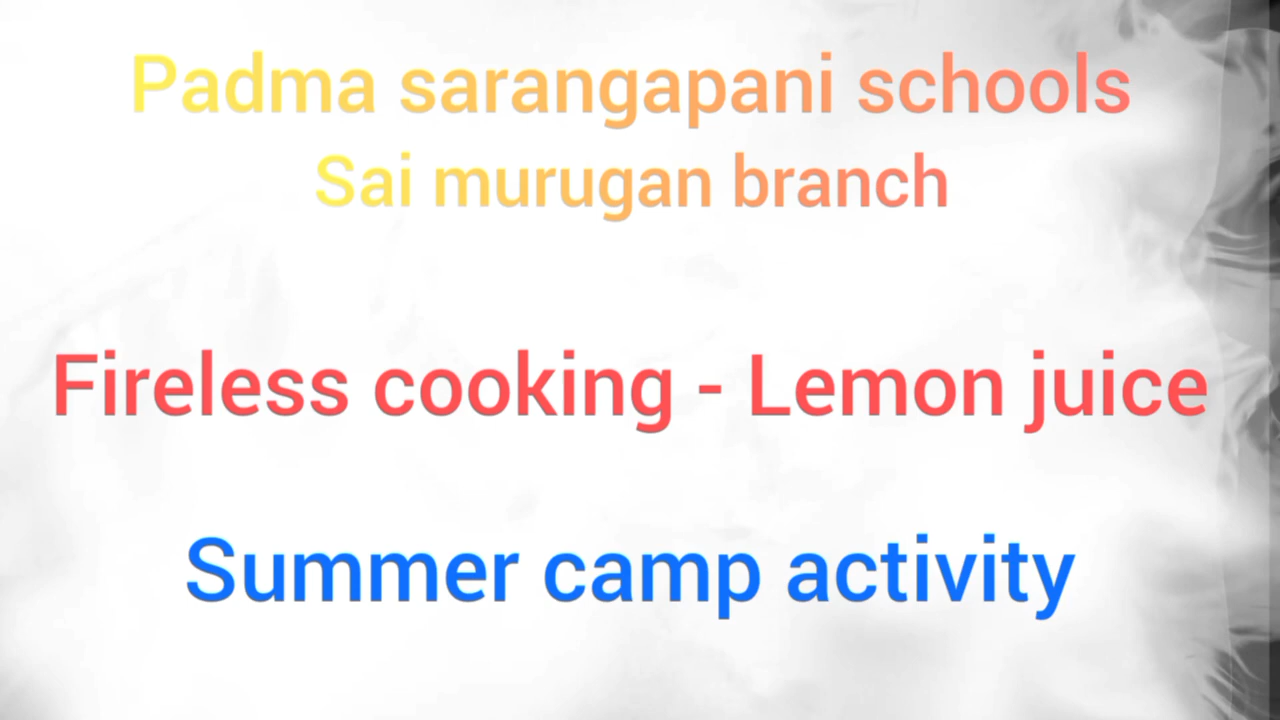 Padma sarangapani schools
Sai murugan branch
Fireless cooking - Lemon juice
Summer camp activity